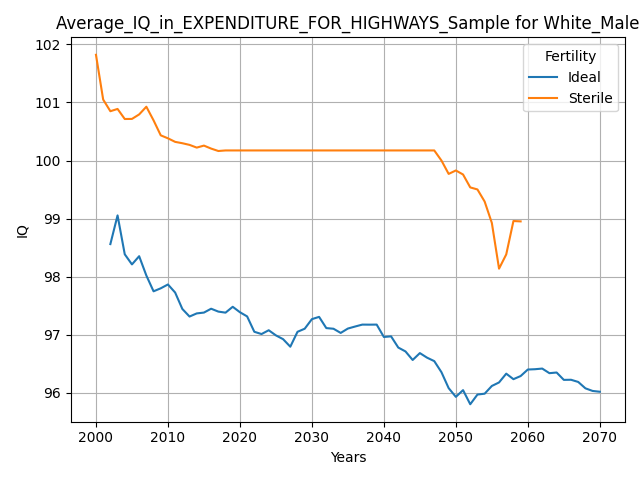 Average_IQ_in_EXPENDITURE_FOR_HIGHWAYS_Sample for White_Male
102
101
100
99
98
97
96
IQ
Fertility
Ideal
Sterile
2000 2010 2020 2030 2040 2050 2060 2070
Years